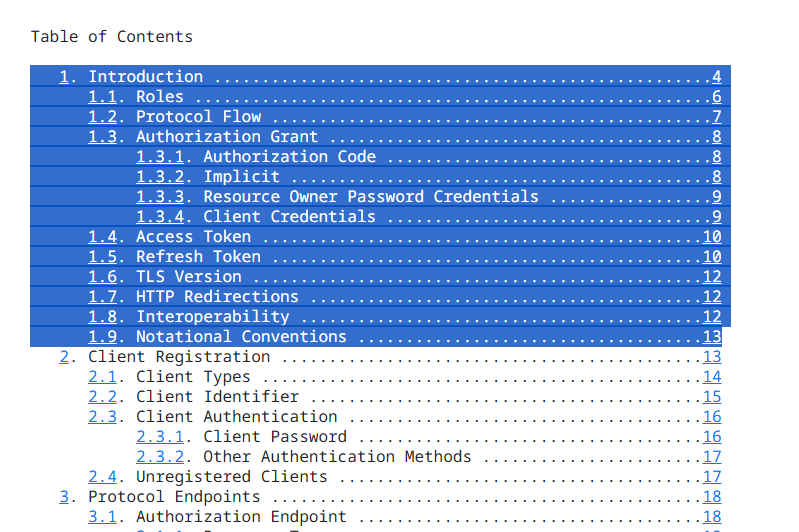 Table of Contents
1. Introduction ....................................................4
1.1. Roles ......................................................6
1.2. Protocol Flow ..............................................7
1.3. Authorization Grant ........................................8
1.3.1. Authorization Code ..................................8
1.3.2. Implicit ............................................8
1.3.3. Resource Owner Password Credentials .................9
1.3.4. Client Credentials ..................................9
1.4. Access Token ..............................................10
1.5. Refresh Token .............................................10
1.6. TLS Version ...............................................12
1.7. HTTP Redirections .........................................12
1.8. Interoperability ..........................................12
1.9. Notational Conventions ....................................13
2. Client Registration ............................................13
2.1. Client Types ..............................................14
2.2. Client Identifier .........................................15
2.3. Client Authentication .....................................16
2.3.1. Client Password ....................................16
2.3.2. Other Authentication Methods .......................17
2.4. Unregistered Clients ......................................17
3. Protocol Endpoints .............................................18
3.1. Authorization Endpoint ....................................18